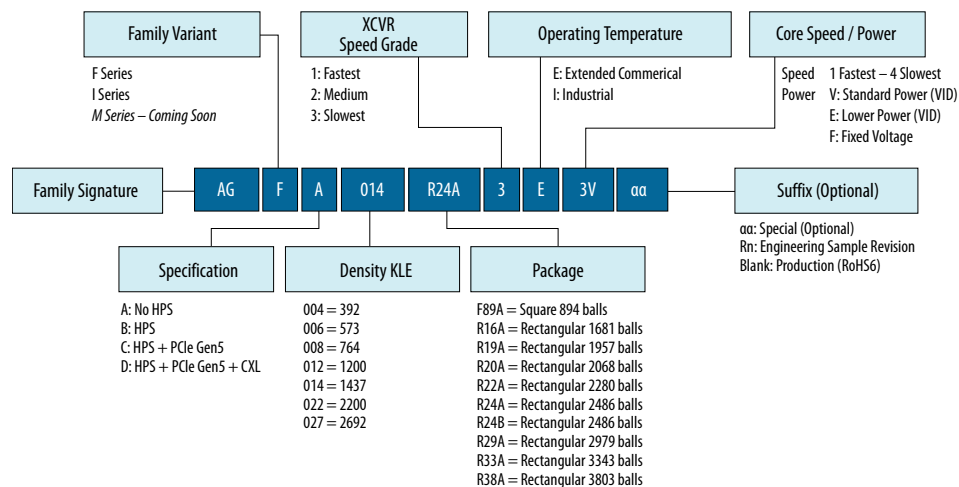 Family Variant
F Series
I Series
M Series – Coming Soon
XCVR
Speed Grade
1: Fastest
2: Medium
3: Slowest
Operating Temperature
E: Extended Commerical
I: Industrial
Core Speed / Power
Speed 1 Fastest – 4 Slowest
Power V: Standard Power (VID)
E: Lower Power (VID)
F: Fixed Voltage
Family Signature
AG F A 014 R24A 3 E 3V αα
Suffix (Optional)
αα: Special (Optional)
Rn: Engineering Sample Revision
Blank: Production (RoHS6)
Specification
A: No HPS
B: HPS
C: HPS + PCIe Gen5
D: HPS + PCIe Gen5 + CXL
Density KLE
004 = 392
006 = 573
008 = 764
012 = 1200
014 = 1437
022 = 2200
027 = 2692
Package
F89A = Square 894 balls
R16A = Rectangular 1681 balls
R19A = Rectangular 1957 balls
R20A = Rectangular 2068 balls
R22A = Rectangular 2280 balls
R24A = Rectangular 2486 balls
R24B = Rectangular 2486 balls
R29A = Rectangular 2979 balls
R33A = Rectangular 3343 balls
R38A = Rectangular 3803 balls